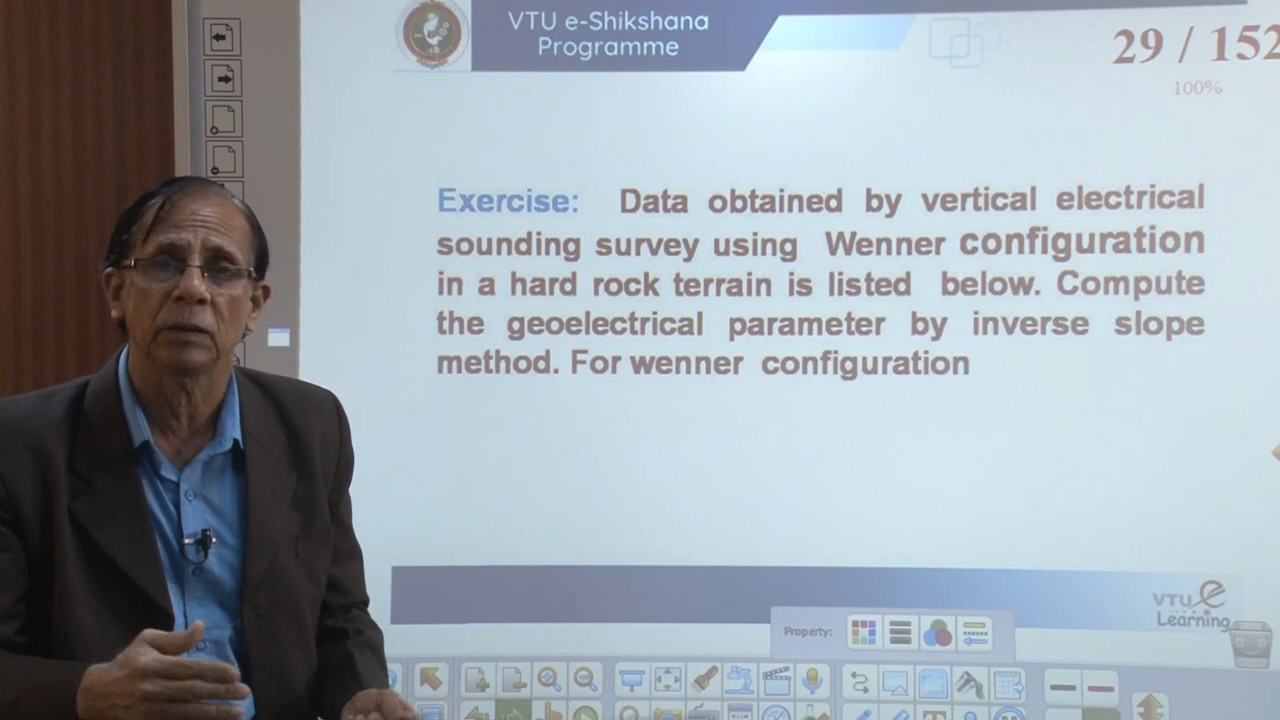 VTU e-Shikshana
Programme
29 / 152
100%
Exercise: Data obtained by vertical electrical
sounding survey using Wenner configuration
in a hard rock terrain is listed below. Compute
the geoelectrical parameter by inverse slope
method. For wenner configuration
VTU e
Learning
Property: